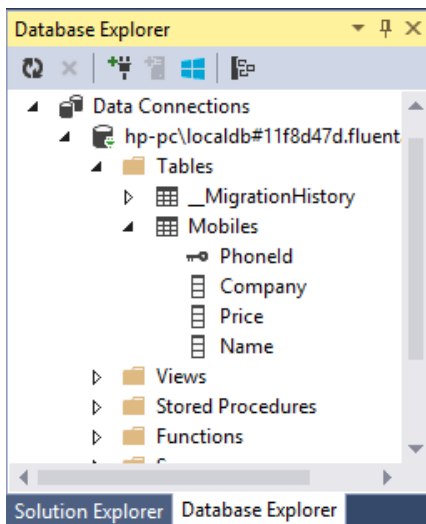 Database Explorer
Data Connections
hp-pc\localdb#11f8d47d.fluent
Tables
__MigrationHistory
Mobiles
PhoneId
Company
Price
Name
Views
Stored Procedures
Functions
Solution Explorer Database Explorer